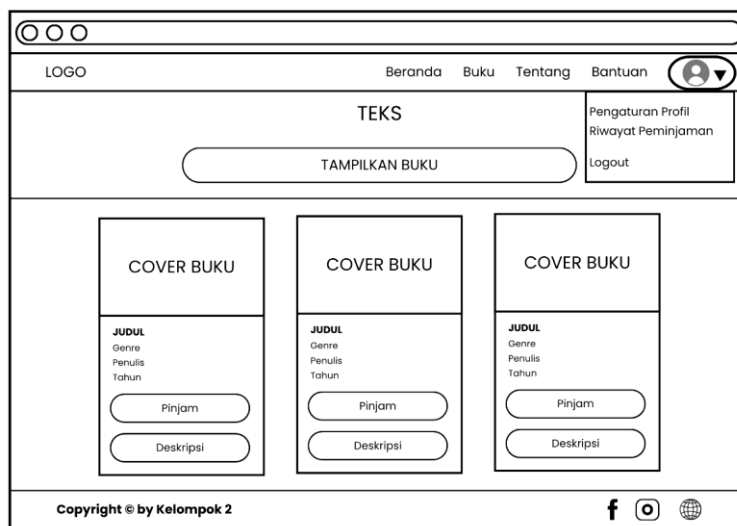 LOGO
Beranda Buku Tentang Bantuan
TEKS
Pengaturan Profil
Riwayat Peminjaman
Logout
TAMPILKAN BUKU
COVER BUKU
JUDUL
Genre
Penulis
Tahun
Pinjam
Deskripsi
COVER BUKU
JUDUL
Genre
Penulis
Tahun
Pinjam
Deskripsi
COVER BUKU
JUDUL
Genre
Penulis
Tahun
Pinjam
Deskripsi
Copyright © by Kelompok 2